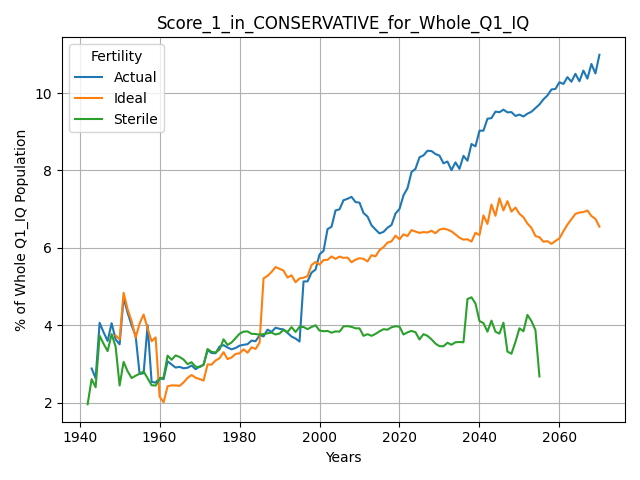 Score_1_in_CONSERVATIVE_for_Whole_Q1_IQ
Fertility
Actual
Ideal
Sterile
% of Whole Q1_IQ Population
10
8
6
4
2
1940 1960 1980 2000 2020 2040 2060
Years